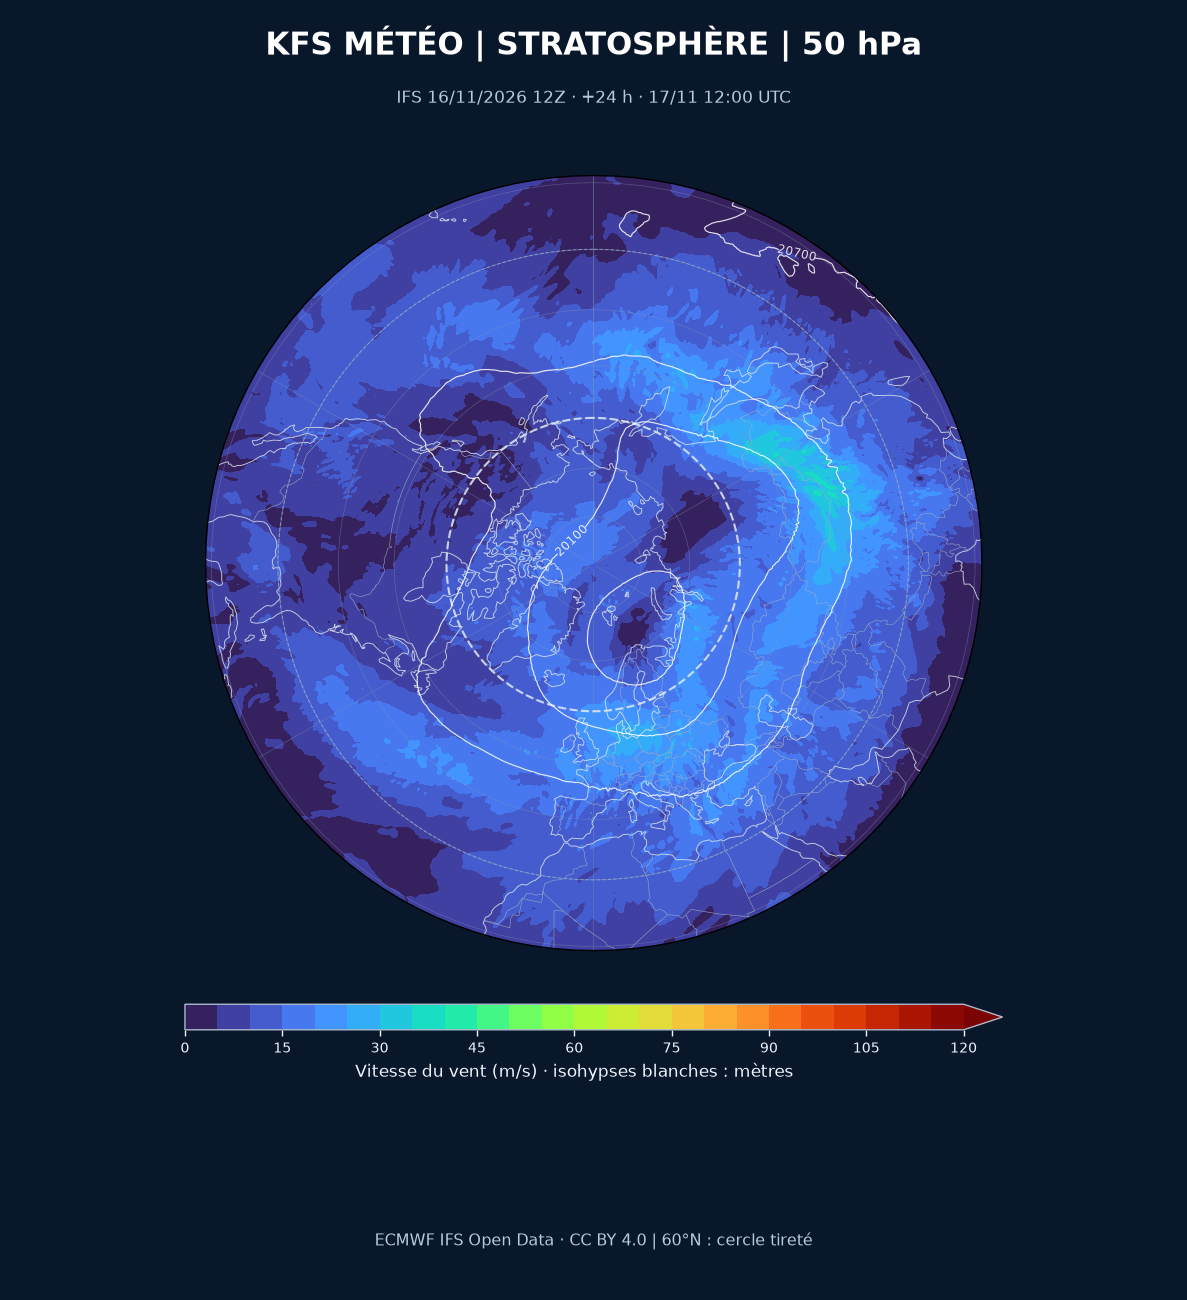 KFS MÉTÉO | STRATOSPHÈRE | 50 hPa
IFS 16/11/2026 12Z · +24 h · 17/11 12:00 UTC
20700
20100
0 15 30 45 60 75 90 105 120
Vitesse du vent (m/s) · isohypses blanches : mètres
ECMWF IFS Open Data · CC BY 4.0 | 60°N : cercle tireté